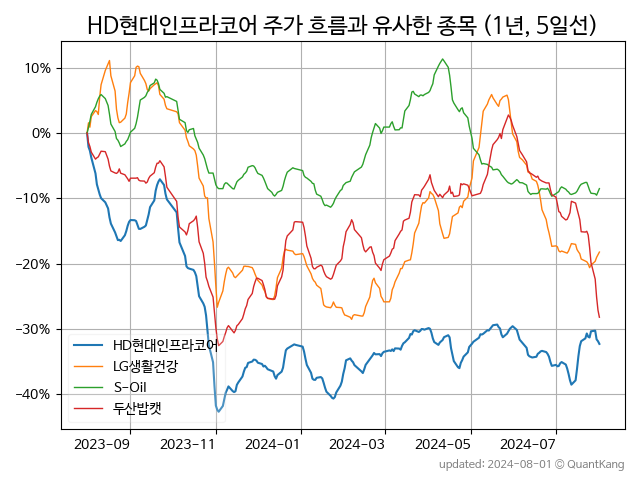 HD현대인프라코어 주가 흐름과 유사한 종목 (1년, 5일선)
10%
0%
−10%
−20%
−30%
−40%
HD현대인프라코어
LG생활건강
S-Oil
두산밥캣
2023-09
2023-11
2024-01
2024-03
2024-05
2024-07
updated: 2024-08-01 © QuantKang